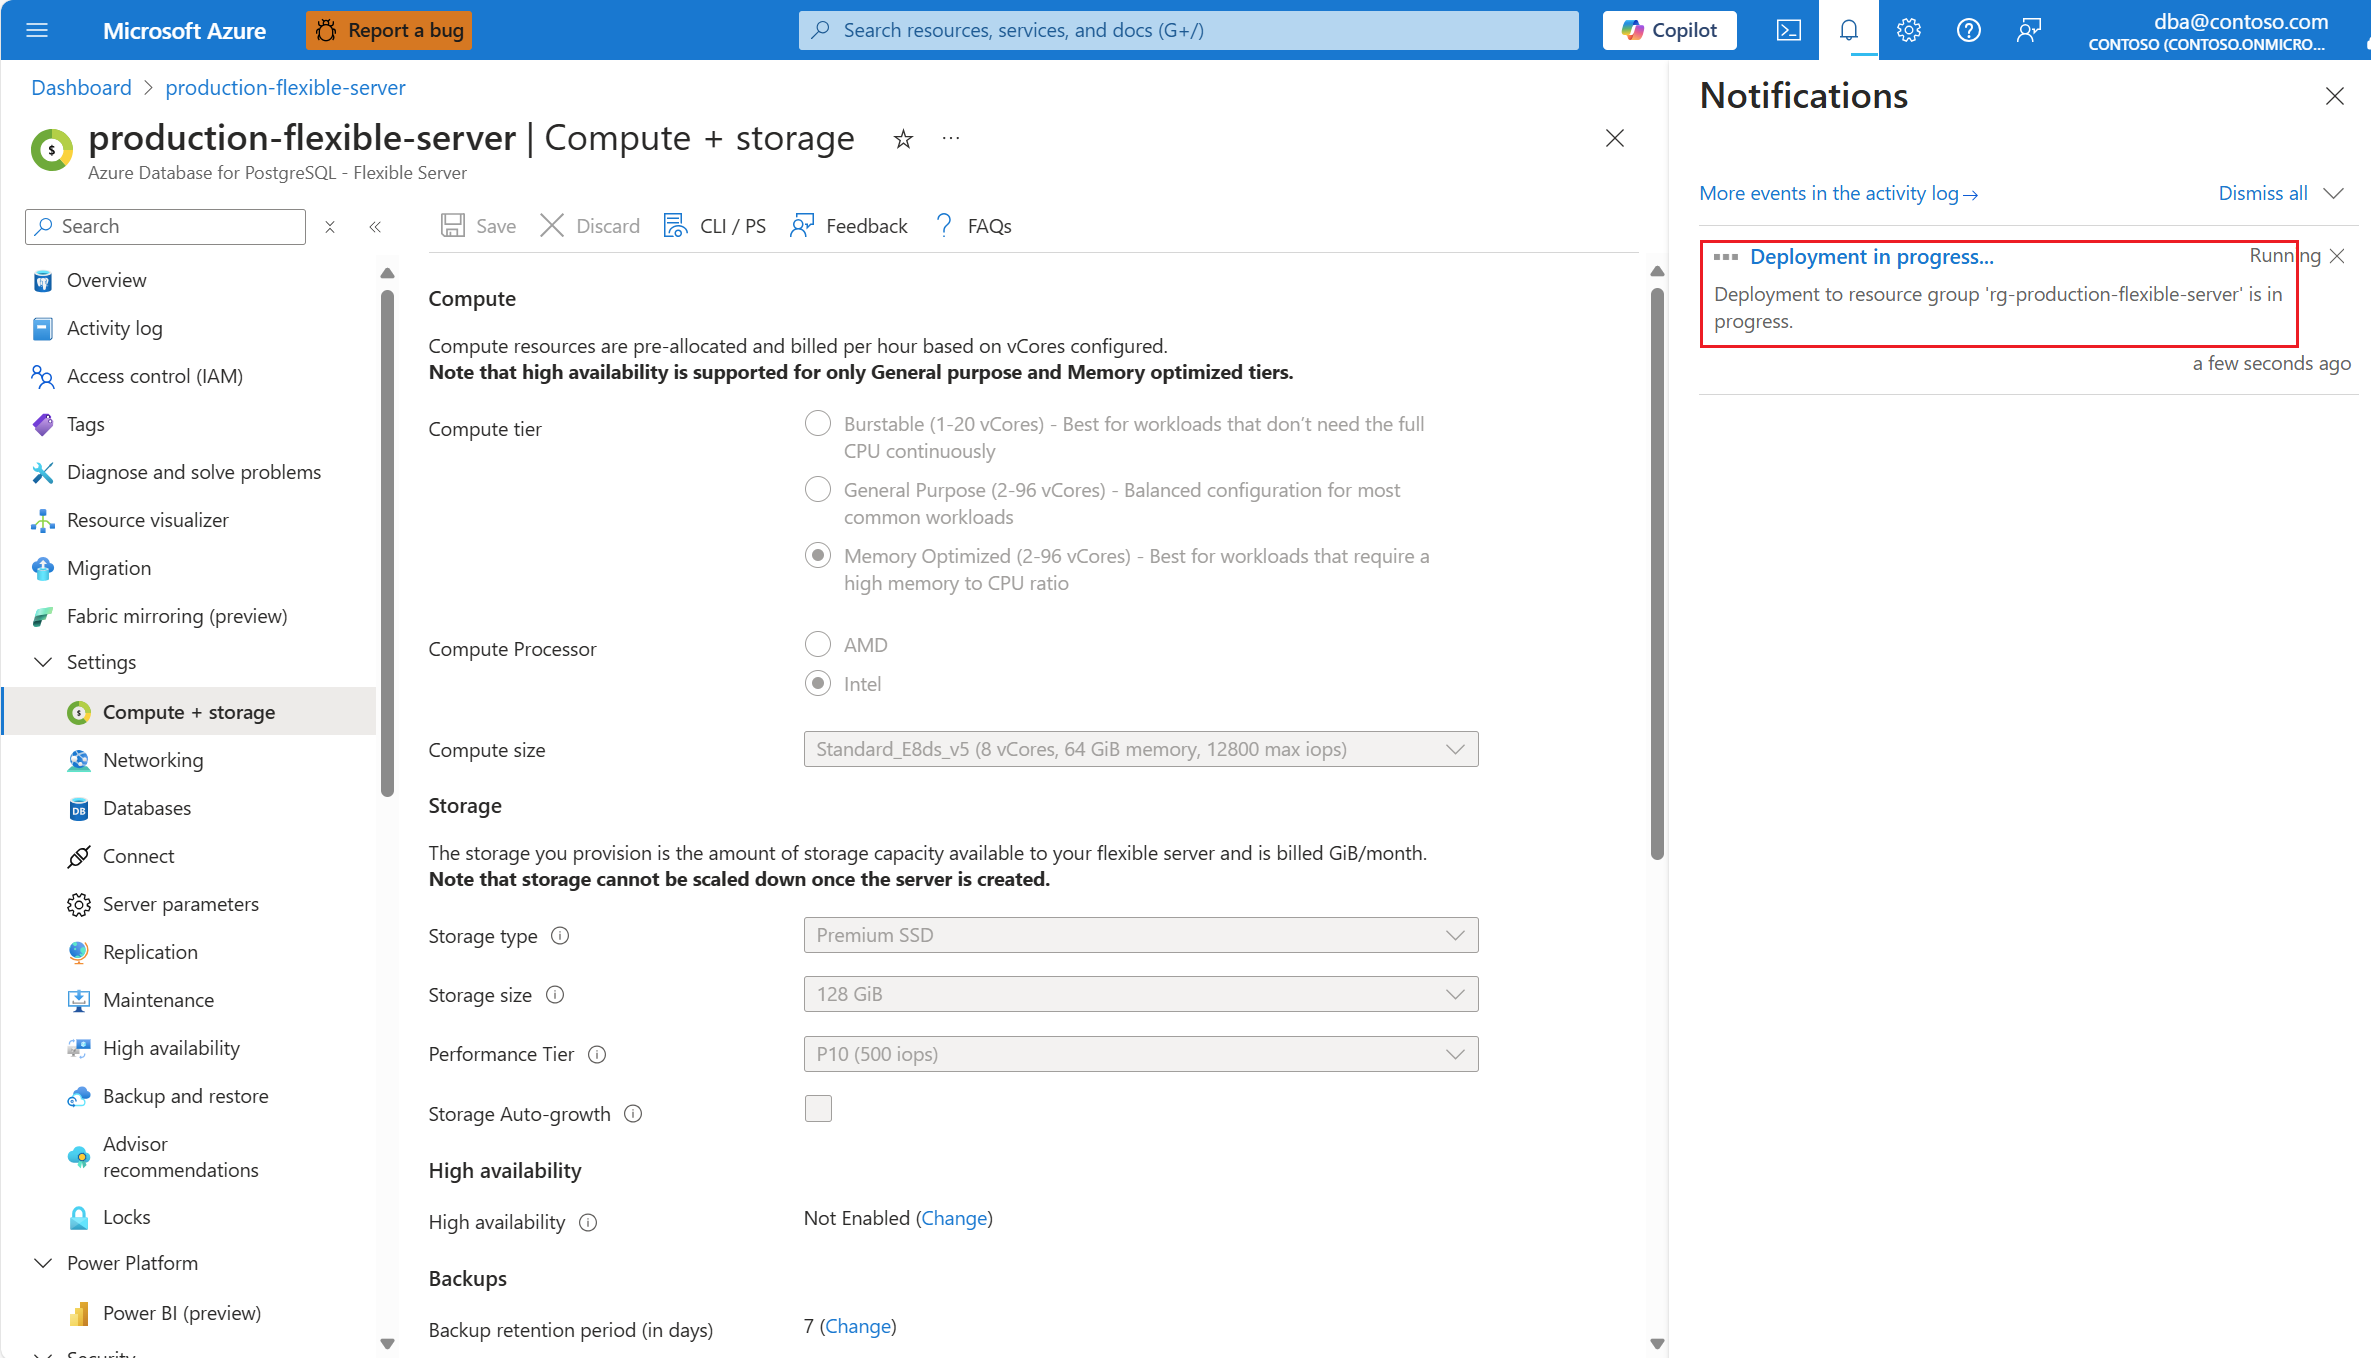 Microsoft Azure
Report a bug
Search resources, services, and docs (G+/)
Copilot
dba@contoso.com
CONTOSO (CONTOSO.ONMICRO...
Dashboard > production-flexible-server
production-flexible-server | Compute + storage
Azure Database for PostgreSQL - Flexible Server
Search
Overview
Activity log
Access control (IAM)
Tags
Diagnose and solve problems
Resource visualizer
Migration
Fabric mirroring (preview)
Settings
Compute + storage
Networking
Databases
Connect
Server parameters
Replication
Maintenance
High availability
Backup and restore
Advisor
recommendations
Locks
Power Platform
Power BI (preview)
Security
Save
Discard
CLI / PS
Feedback
FAQs
Compute
Compute resources are pre-allocated and billed per hour based on vCores configured.
Note that high availability is supported for only General purpose and Memory optimized tiers.
Compute tier
Burstable (1-20 vCores) - Best for workloads that don’t need the full
CPU continuously
General Purpose (2-96 vCores) - Balanced configuration for most
common workloads
Memory Optimized (2-96 vCores) - Best for workloads that require a
high memory to CPU ratio
Compute Processor
AMD
Intel
Compute size
Standard_E8ds_v5 (8 vCores, 64 GiB memory, 12800 max iops)
Storage
The storage you provision is the amount of storage capacity available to your flexible server and is billed GiB/month.
Note that storage cannot be scaled down once the server is created.
Storage type
Premium SSD
Storage size
128 GiB
Performance Tier
P10 (500 iops)
Storage Auto-growth
High availability
High availability
Not Enabled (Change)
Backups
Backup retention period (in days)
7 (Change)
Notifications
More events in the activity log→
Dismiss all
Deployment in progress...
Running
Deployment to resource group 'rg-production-flexible-server' is in
progress.
a few seconds ago